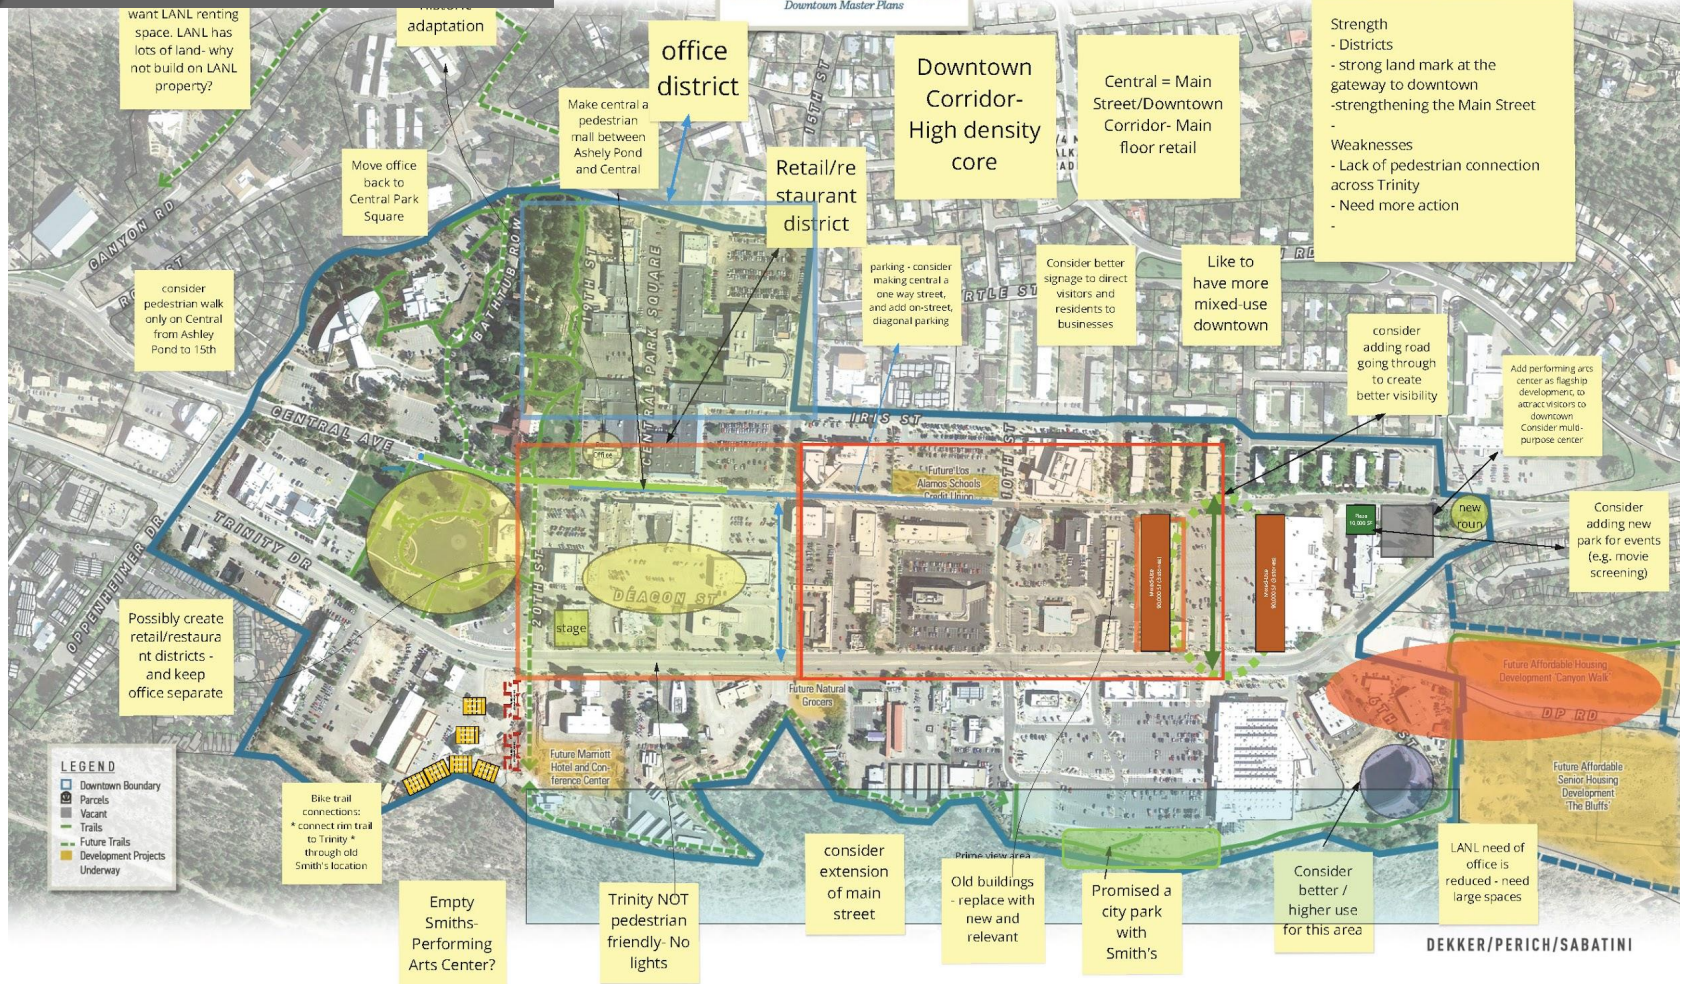 Downtown Master Plans
want LANL renting
space. LANL has
lots of land- why
not build on LANL
property?
adaptation
office
district
Make central a
pedestrian
mall between
Ashely Pond
and Central
Downtown
Corridor-
High density
core
Central = Main
Street/Downtown
Corridor- Main
floor retail
Strength
- Districts
- strong land mark at the
gateway to downtown
-strengthening the Main Street
-
Weaknesses
- Lack of pedestrian connection
across Trinity
- Need more action
-
15TH ST
Move office
back to
Central Park
Square
Retail/re
staurant
district
CANYON RD
BATHTUB ROW
CENTRAL PARK SQUARE
consider
pedestrian walk
only on Central
from Ashley
Pond to 15th
parking - consider
making central a
one way street,
and add on-street,
diagonal parking
Consider better
signage to direct
visitors and
residents to
businesses
Like to
have more
mixed-use
downtown
consider
adding road
going through
to create
better visibility
Add performing arts
center as flagship
development, to
attract visitors to
downtown
Consider multi-
purpose center
IRIS ST
CENTRAL AVE
Office
Future Los
Alamos Schools
Credit Union
10TH ST
TRINITY DR
OPPENHEIMER DR
20TH ST
DEACON ST
stage
Plaza
10,000 SF
new
roun
Consider
adding new
park for events
(e.g. movie
screening)
Possibly create
retail/restaura
nt districts -
and keep
office separate
Future Natural
Grocers
Future Affordable Housing
Development 'Canyon Walk'
DP RD
Future Marriott
Hotel and Con-
ference Center
Future Affordable
Senior Housing
Development
'The Bluffs'
LEGEND
Downtown Boundary
Parcels
Vacant
Trails
Future Trails
Development Projects
Underway
Bike trail
connections:
* connect rim trail
to Trinity *
through old
Smith's location
Empty
Smiths-
Performing
Arts Center?
Trinity NOT
pedestrian
friendly- No
lights
consider
extension
of main
street
Prime view area
Old buildings
- replace with
new and
relevant
Promised a
city park
with
Smith's
Consider
better /
higher use
for this area
LANL need of
office is
reduced - need
large spaces
DEKKER/PERICH/SABATINI